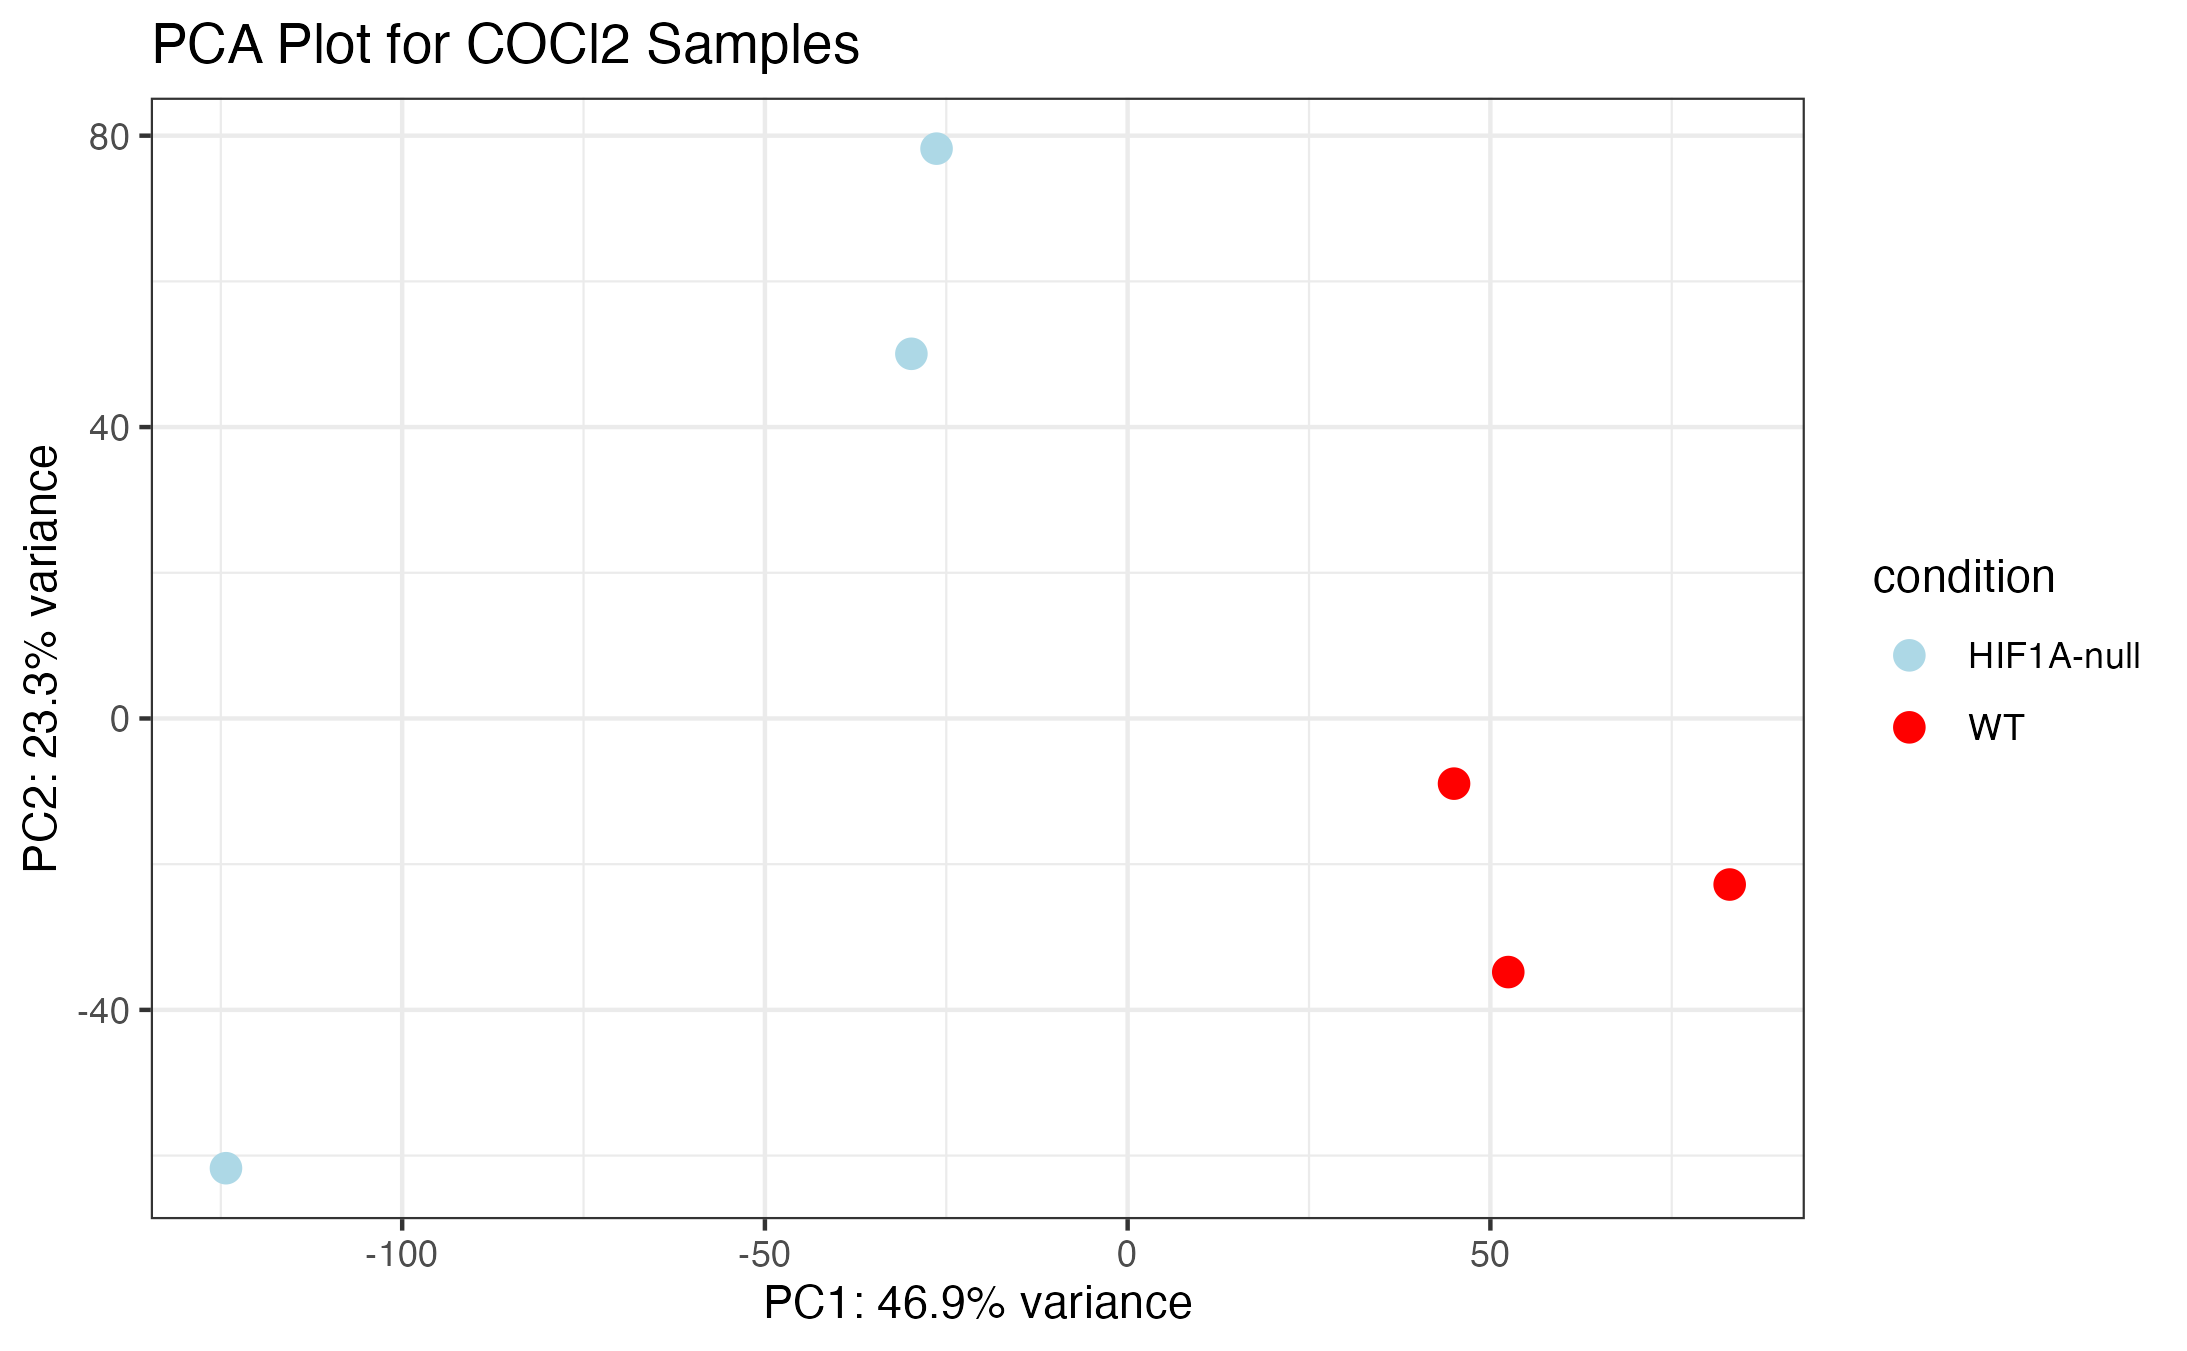 PCA Plot for COCl2 Samples
80
40
0
-40
PC2: 23.3% variance
-100
-50
0
50
PC1: 46.9% variance
condition
HIF1A-null
WT